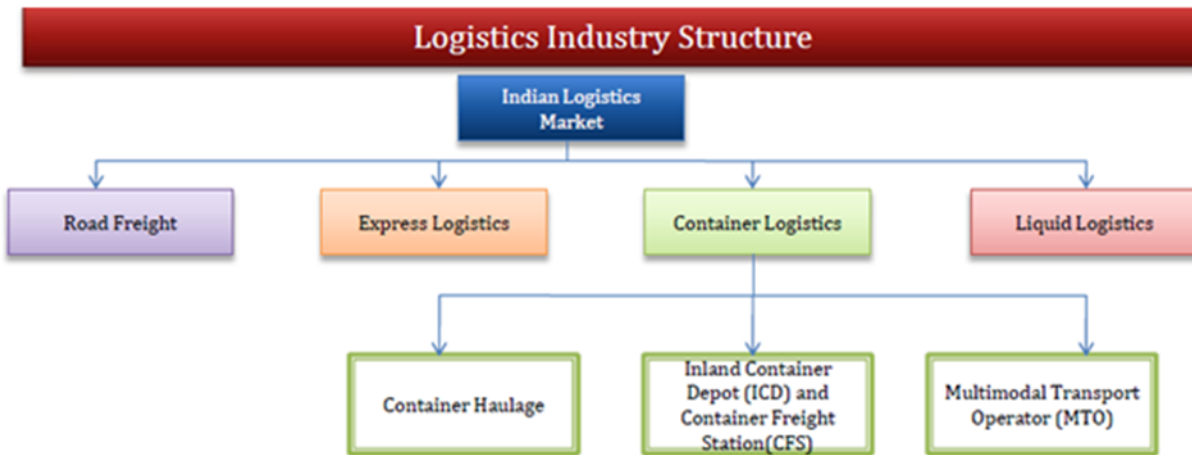 Logistics Industry Structure
Indian Logistics
Market
Road Freight
Express Logistics
Container Logistics
Liquid Logistics
Container Haulage
Inland Container
Depot (ICD) and
Container Freight
Station(CFS)
Multimodal Transport
Operator (MTO)